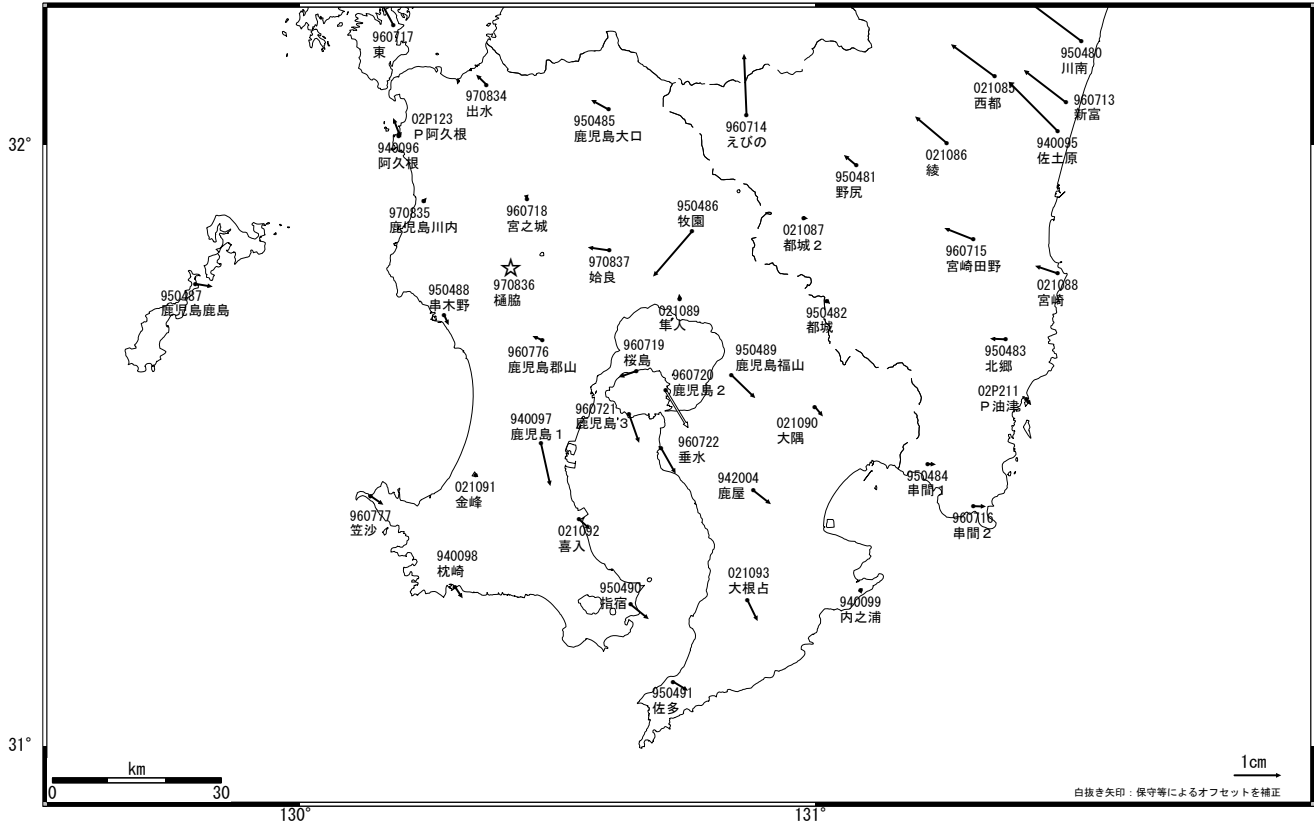 960717
東
950480
川南
970834
出水
021085
西都
02P123
Ｐ阿久根
950485
鹿児島大口
960714
えびの
960713
新富
940096
阿久根
021086
綾
940095
佐土原
950481
野尻
970835
鹿児島川内
960718
宮之城
950486
牧園
021087
都城２
960715
宮崎田野
970837
姶良
970836
樋脇
950487
鹿児島鹿島
950488
串木野
021089
隼人
950482
都城
021088
宮崎
960776
鹿児島郡山
960719
桜島
950489
鹿児島福山
950483
北郷
960720
鹿児島２
02P211
Ｐ油津
940097
鹿児島１
960721
鹿児島３
021090
大隅
960722
垂水
021091
金峰
942004
鹿屋
950484
串間１
960777
笠沙
021092
喜入
960716
串間２
940098
枕崎
950490
指宿
021093
大根占
940099
内之浦
950491
佐多
32°
31°
130°
131°
km
0
30
1cm
白抜き矢印：保守等によるオフセットを補正